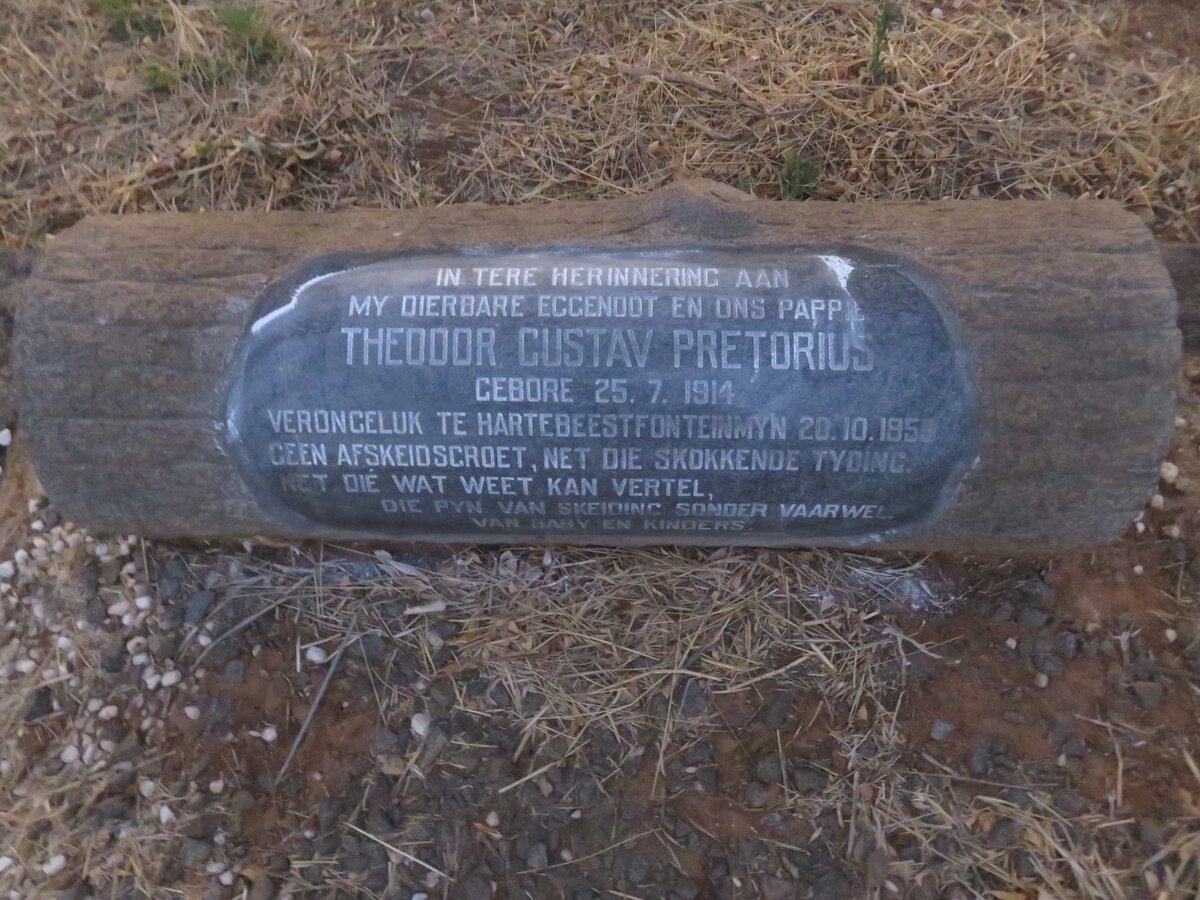 IN TERE HERINNERING AAN
MY DIERBARE EGGENOOT EN ONS PAPPIE
THEODOR GUSTAV PRETORIUS
GEBORE 25. 7. 1914
VERONGELUK TE HARTEBEESTFONTEINMYN 20.10.1959
GEEN AFSKEIDSGROET, NET DIE SKOKKENDE TYDING.
NET DIÉ WAT WEET KAN VERTEL,
DIE PYN VAN SKEIDING SONDER VAARWEL
VAN BABY EN KINDERS.